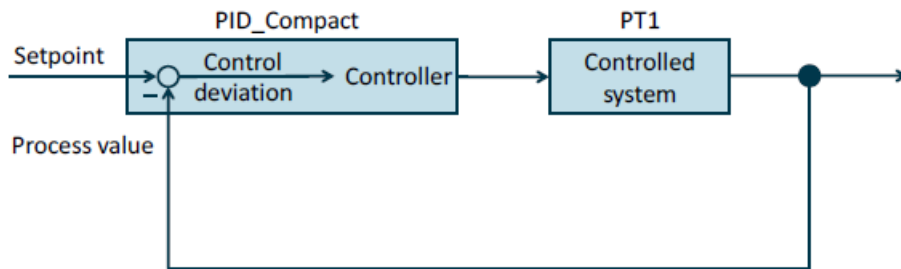 PID_Compact
PT1
Setpoint
Control
deviation
Controller
Controlled
system
–
Process value